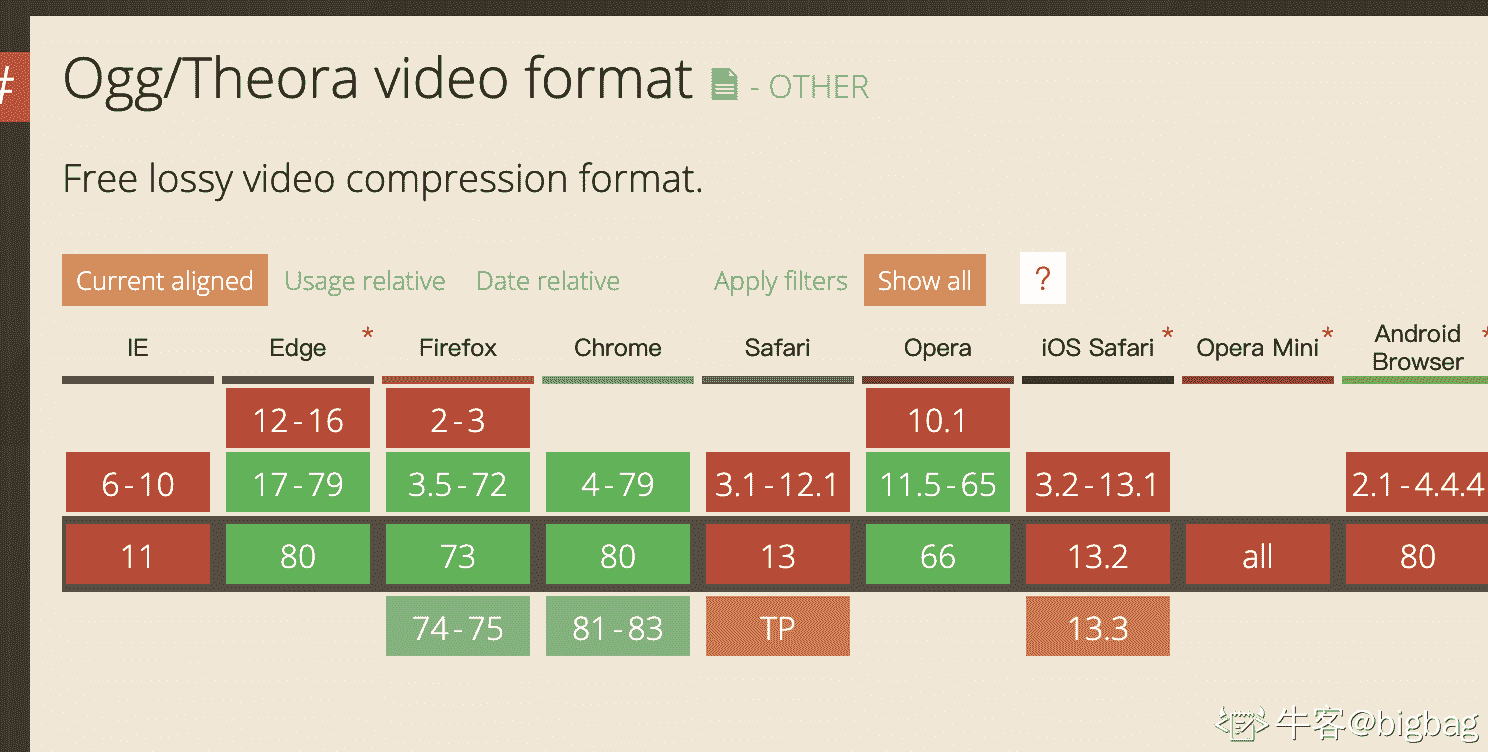 #
Ogg/Theora video format - OTHER
Free lossy video compression format.
Current aligned Usage relative Date relative Apply filters Show all ?
IE Edge * Firefox Chrome Safari Opera iOS Safari * Opera Mini * Android Browser *
12-16 2-3 10.1
6-10 17-79 3.5-72 4-79 3.1-12.1 11.5-65 3.2-13.1 2.1-4.4.4
11 80 73 80 13 66 13.2 all 80
74-75 81-83 TP 13.3
牛客@bigbag